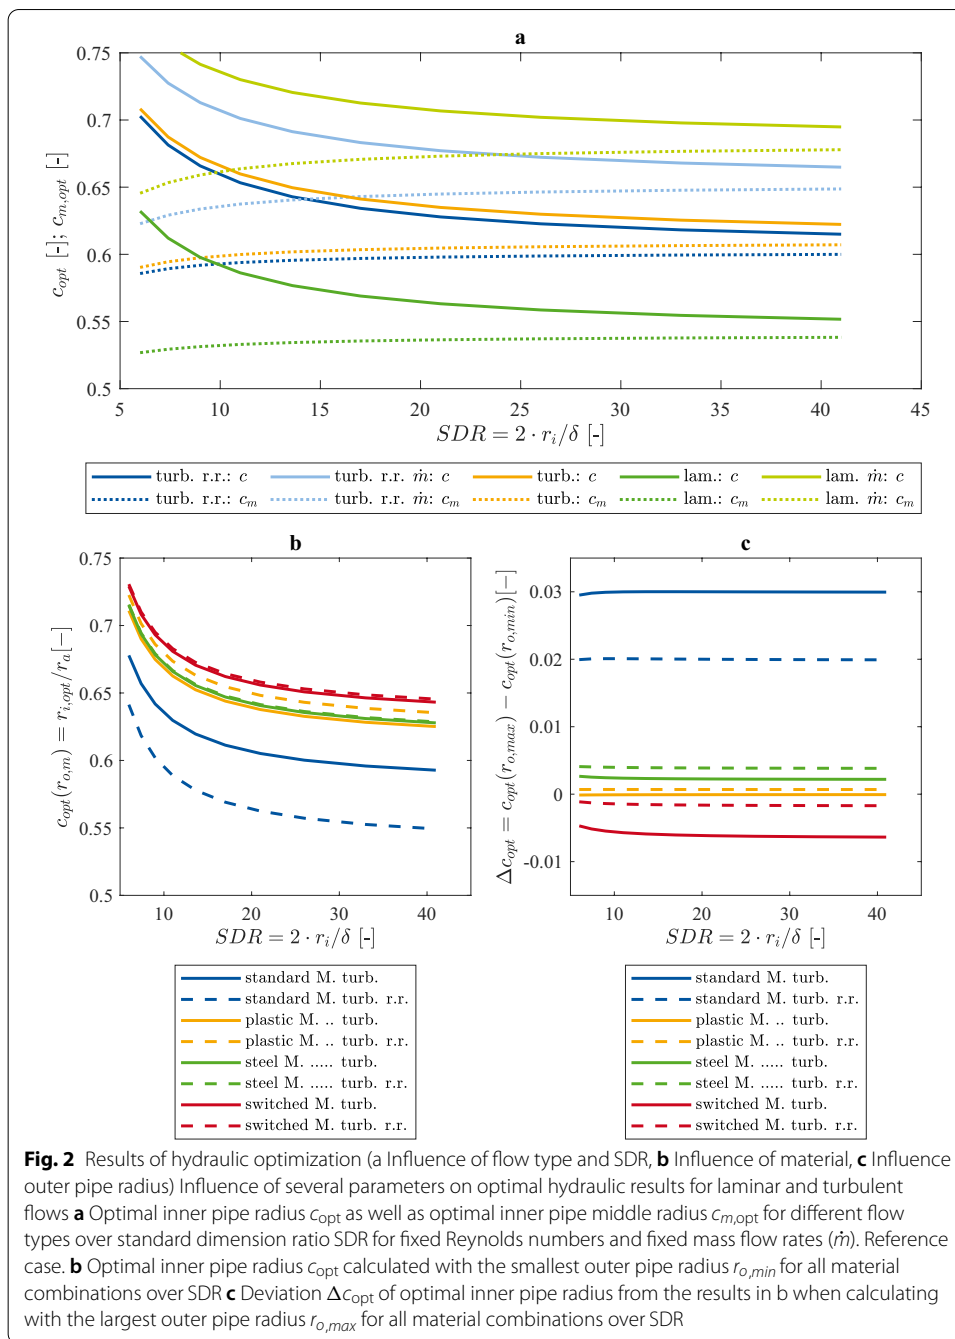 a
0.75
0.7
0.65
0.6
0.55
0.5
c_opt [-]; c_m,opt [-]
5 10 15 20 25 30 35 40 45
SDR = 2 · r_i/δ [-]
turb. r.r.: c turb. r.r. ṁ: c turb.: c lam.: c lam. ṁ: c
turb. r.r.: c_m turb. r.r. ṁ: c_m turb.: c_m lam.: c_m lam. ṁ: c_m
b
0.75
0.7
0.65
0.6
0.55
0.5
c_opt(r_o,m) = r_i,opt/r_a[−]
10 20 30 40
SDR = 2 · r_i/δ [-]
standard M. turb.
standard M. turb. r.r.
plastic M. .. turb.
plastic M. .. turb. r.r.
steel M. ..... turb.
steel M. ..... turb. r.r.
switched M. turb.
switched M. turb. r.r.
c
0.03
0.02
0.01
0
-0.01
Δc_opt = c_opt(r_o,max) − c_opt(r_o,min)[−]
10 20 30 40
SDR = 2 · r_i/δ [-]
standard M. turb.
standard M. turb. r.r.
plastic M. .. turb.
plastic M. .. turb. r.r.
steel M. ..... turb.
steel M. ..... turb. r.r.
switched M. turb.
switched M. turb. r.r.
Fig. 2 Results of hydraulic optimization (a Influence of flow type and SDR, b Influence of material, c Influence
outer pipe radius) Influence of several parameters on optimal hydraulic results for laminar and turbulent
flows a Optimal inner pipe radius c_opt as well as optimal inner pipe middle radius c_m,opt for different flow
types over standard dimension ratio SDR for fixed Reynolds numbers and fixed mass flow rates (ṁ). Reference
case. b Optimal inner pipe radius c_opt calculated with the smallest outer pipe radius r_o,min for all material
combinations over SDR c Deviation Δc_opt of optimal inner pipe radius from the results in b when calculating
with the largest outer pipe radius r_o,max for all material combinations over SDR